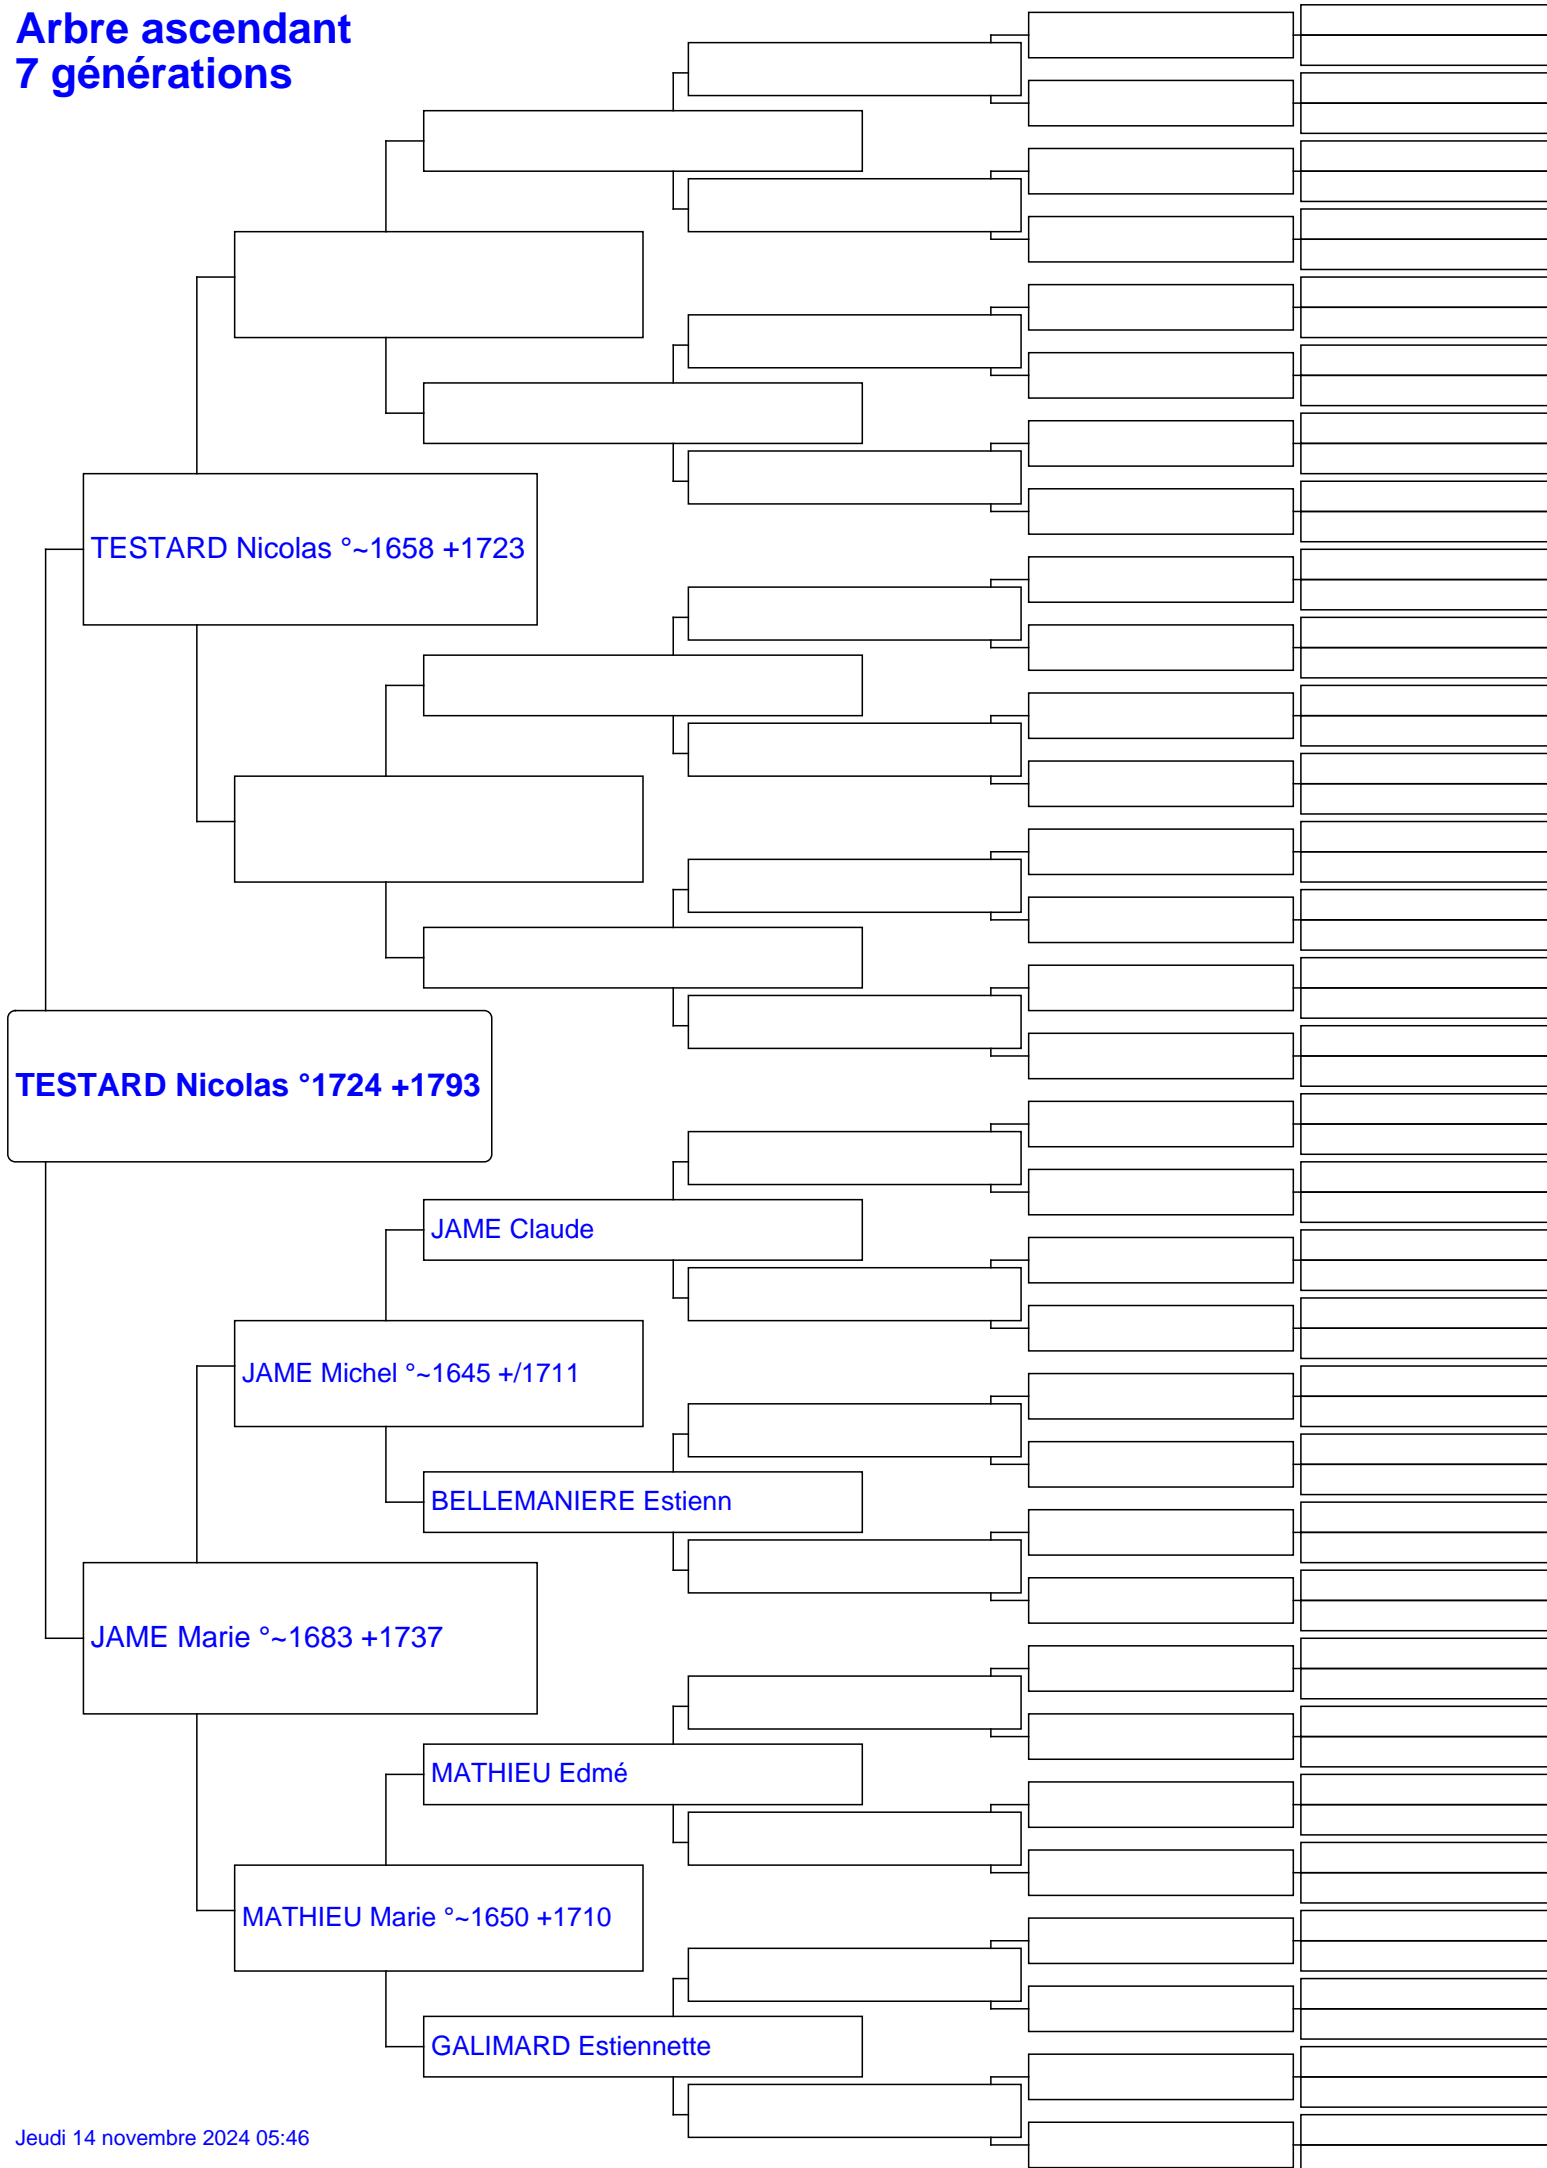 Arbre ascendant
7 générations
TESTARD Nicolas °~1658 +1723
TESTARD Nicolas °1724 +1793
JAME Claude
JAME Michel °~1645 +/1711
BELLEMANIERE Estienn
JAME Marie °~1683 +1737
MATHIEU Edmé
MATHIEU Marie °~1650 +1710
GALIMARD Estiennette
Jeudi 14 novembre 2024 05:46